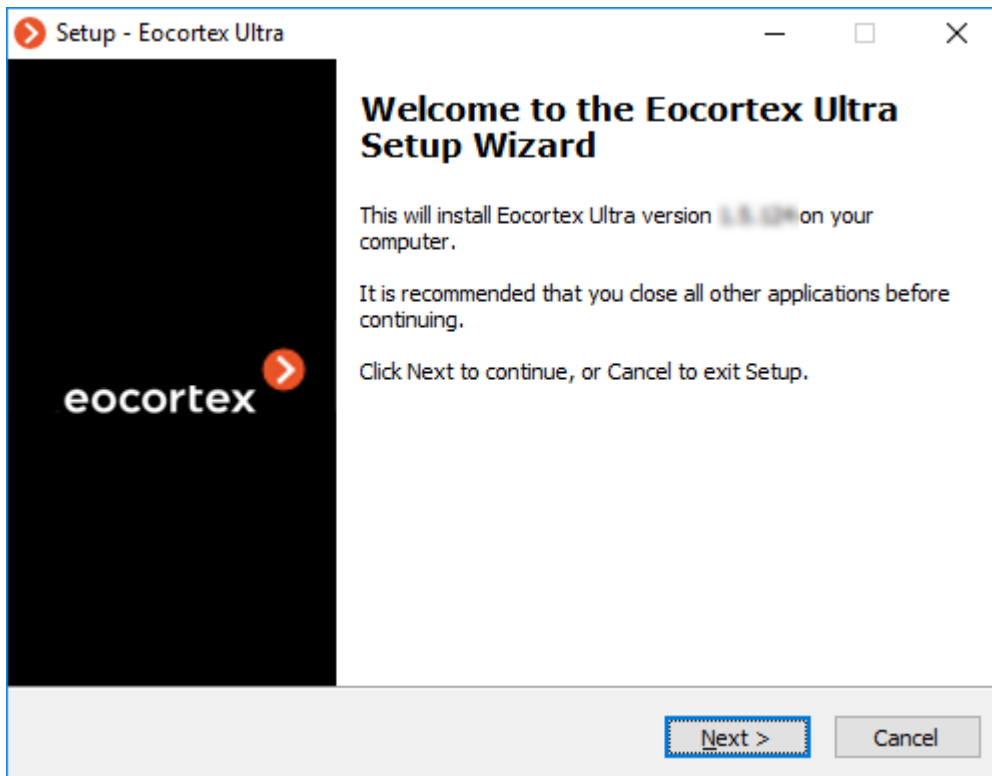 Setup - Eocortex Ultra
Welcome to the Eocortex Ultra
Setup Wizard
This will install Eocortex Ultra version on your
computer.
It is recommended that you close all other applications before
continuing.
Click Next to continue, or Cancel to exit Setup.
eocortex
Next >
Cancel